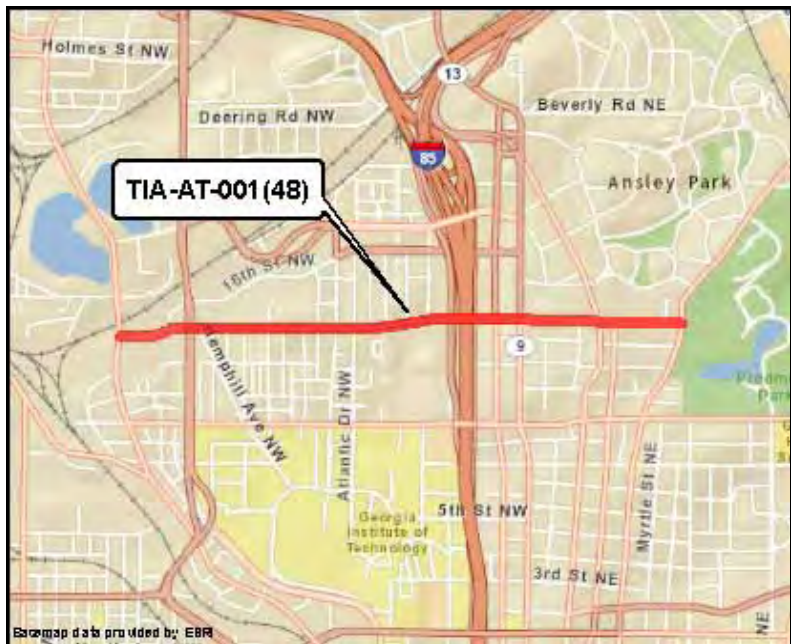 Holmes St NW
13
Deering Rd NW
Beverly Rd NE
85
TIA-AT-001 (48)
Ansley Park
16th St NW
Hemphill Ave NW
9
Atlantic Dr NW
Park
Myrtle St NE
5th St NW
Georgia
Institute of
Technology
3rd St NE
NE
Basemap data provided by ESRI